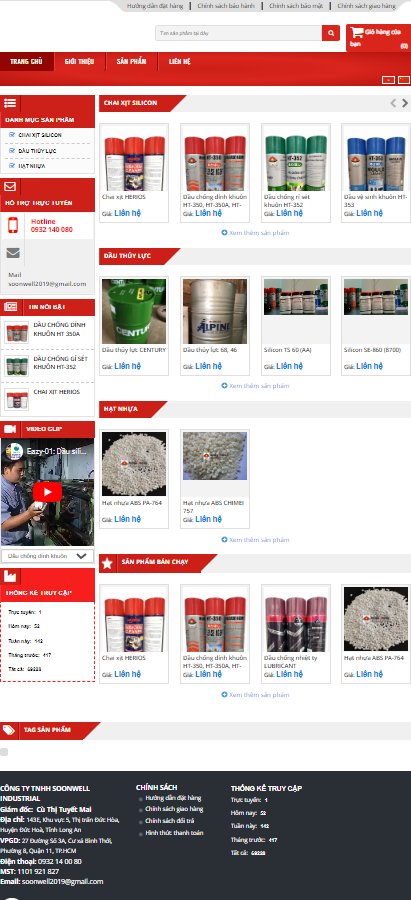 Hướng dẫn đặt hàng | Chính sách bảo hành | Chính sách bảo mật | Chính sách giao hàng
Tìm sản phẩm tại đây
Giỏ hàng của bạn (0)
TRANG CHỦ GIỚI THIỆU SẢN PHẨM LIÊN HỆ
DANH MỤC SẢN PHẨM
CHAI XỊT SILICON
DẦU THỦY LỰC
HẠT NHỰA
HỖ TRỢ TRỰC TUYẾN
Hotline
0932 140 080
Mail
soonwell2019@gmail.com
TIN NỔI BẬT
DẦU CHỐNG DÍNH
KHUÔN HT 350A
DẦU CHỐNG GỈ SÉT
KHUÔN HT-352
CHAI XỊT HERIOS
VIDEO CLIP
Eazy-01: Dầu sili...
Dầu chống dính khuôn
THỐNG KÊ TRUY CẬP
Trực tuyến: 1
Hôm nay: 52
Tuần này: 142
Tháng trước: 417
Tất cả: 69328
CHAI XỊT SILICON
Chai xịt HERIOS
Giá: Liên hệ
Dầu chống dính khuôn
HT-350, HT-350A, HT-
Giá: Liên hệ
Dầu chống rỉ sét
khuôn HT-352
Giá: Liên hệ
Dầu vệ sinh khuôn HT-
353
Giá: Liên hệ
Xem thêm sản phẩm
DẦU THỦY LỰC
Dầu thủy lực CENTURY
Giá: Liên hệ
ALPINE
Dầu thủy lực 68, 46
Giá: Liên hệ
Silicon TS 60 (AA)
Giá: Liên hệ
Silicon SE-860 (8700)
Giá: Liên hệ
Xem thêm sản phẩm
HẠT NHỰA
Hạt nhựa ABS PA-764
Giá: Liên hệ
Hạt nhựa ABS CHIMEI
757
Giá: Liên hệ
Xem thêm sản phẩm
SẢN PHẨM BÁN CHẠY
Chai xịt HERIOS
Giá: Liên hệ
Dầu chống dính khuôn
HT-350, HT-350A, HT-
Giá: Liên hệ
Dầu chống nhiệt ty
LUBRICANT
Giá: Liên hệ
Hạt nhựa ABS PA-764
Giá: Liên hệ
Xem thêm sản phẩm
TAG SẢN PHẨM
CÔNG TY TNHH SOONWELL
INDUSTRIAL
Giám đốc: Cù Thị Tuyết Mai
Địa chỉ: 143E, Khu vực 5, Thị trấn Đức Hòa,
Huyện Đức Hoà, Tỉnh Long An
VPGD: 27 Đường Số 3A, Cư xá Bình Thới,
Phường 8, Quận 11, TP.HCM
Điện thoại: 0932 14 00 80
MST: 1101 921 827
Email: soonwell2019@gmail.com
CHÍNH SÁCH
Hướng dẫn đặt hàng
Chính sách giao hàng
Chính sách đổi trả
Hình thức thanh toán
THỐNG KÊ TRUY CẬP
Trực tuyến: 1
Hôm nay: 52
Tuần này: 142
Tháng trước: 417
Tất cả: 69328